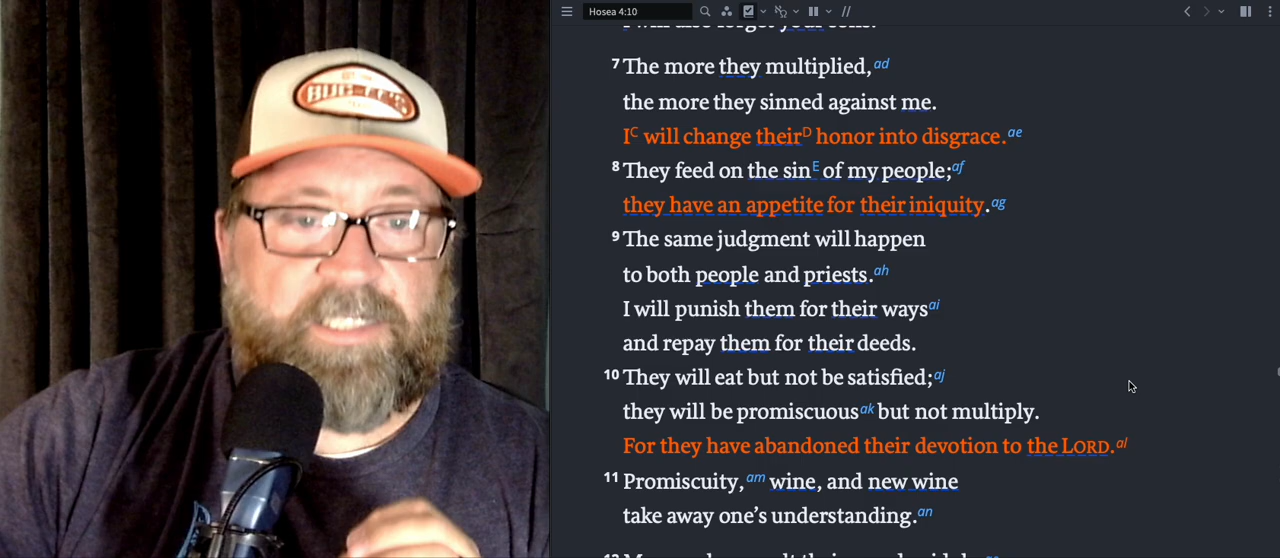 Hosea 4:10
BUC-EE'S
7 The more they multiplied,ad
the more they sinned against me.
IC will change theirD honor into disgrace.ae
8 They feed on the sinE of my people;af
they have an appetite for their iniquity.ag
9 The same judgment will happen
to both people and priests.ah
I will punish them for their waysai
and repay them for their deeds.
10 They will eat but not be satisfied;aj
they will be promiscuousak but not multiply.
For they have abandoned their devotion to the LORD.al
11 Promiscuity,am wine, and new wine
take away one's understanding.an